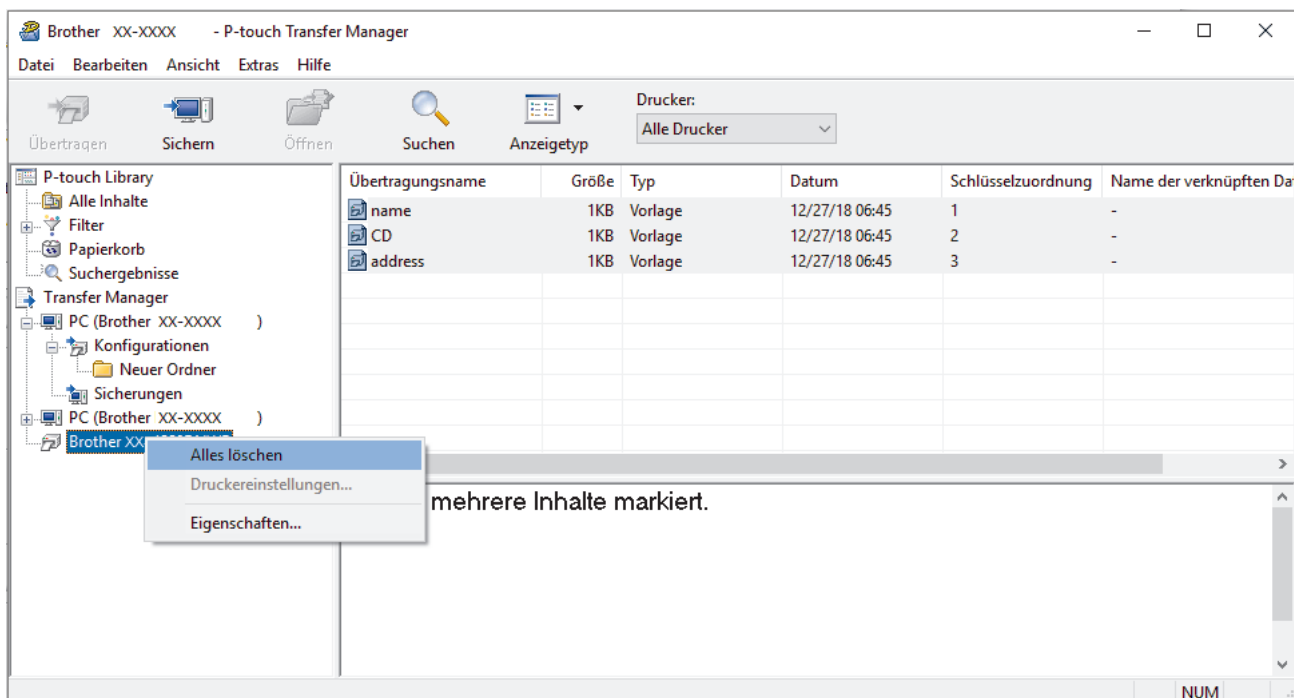 Brother XX-XXXX - P-touch Transfer Manager
Datei Bearbeiten Ansicht Extras Hilfe
Übertragen Sichern Öffnen Suchen Anzeigetyp
Drucker:
Alle Drucker
P-touch Library
Alle Inhalte
Filter
Papierkorb
Suchergebnisse
Transfer Manager
PC (Brother XX-XXXX )
Konfigurationen
Neuer Ordner
Sicherungen
PC (Brother XX-XXXX )
Brother XX
Alles löschen
Druckereinstellungen...
Eigenschaften...
Übertragungsname Größe Typ Datum Schlüsselzuordnung Name der verknüpften Da
name 1KB Vorlage 12/27/18 06:45 1 -
CD 1KB Vorlage 12/27/18 06:45 2 -
address 1KB Vorlage 12/27/18 06:45 3 -
mehrere Inhalte markiert.
NUM